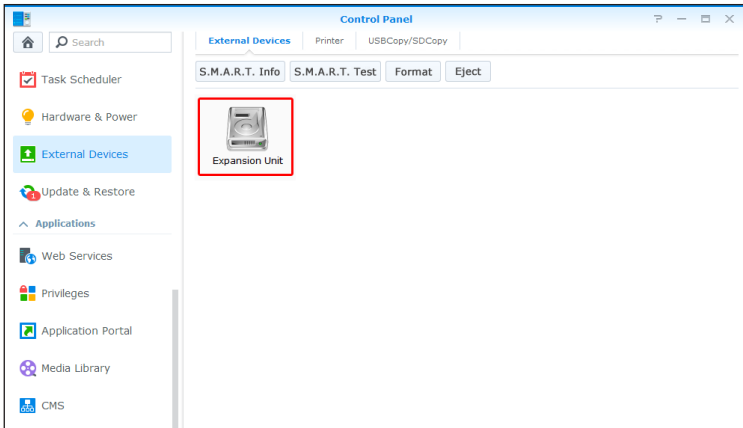 Control Panel
Search
External Devices Printer USBCopy/SDCopy
S.M.A.R.T. Info S.M.A.R.T. Test Format Eject
Task Scheduler
Hardware & Power
External Devices
1
Update & Restore
Applications
Web Services
Privileges
Application Portal
Media Library
CMS
Expansion Unit